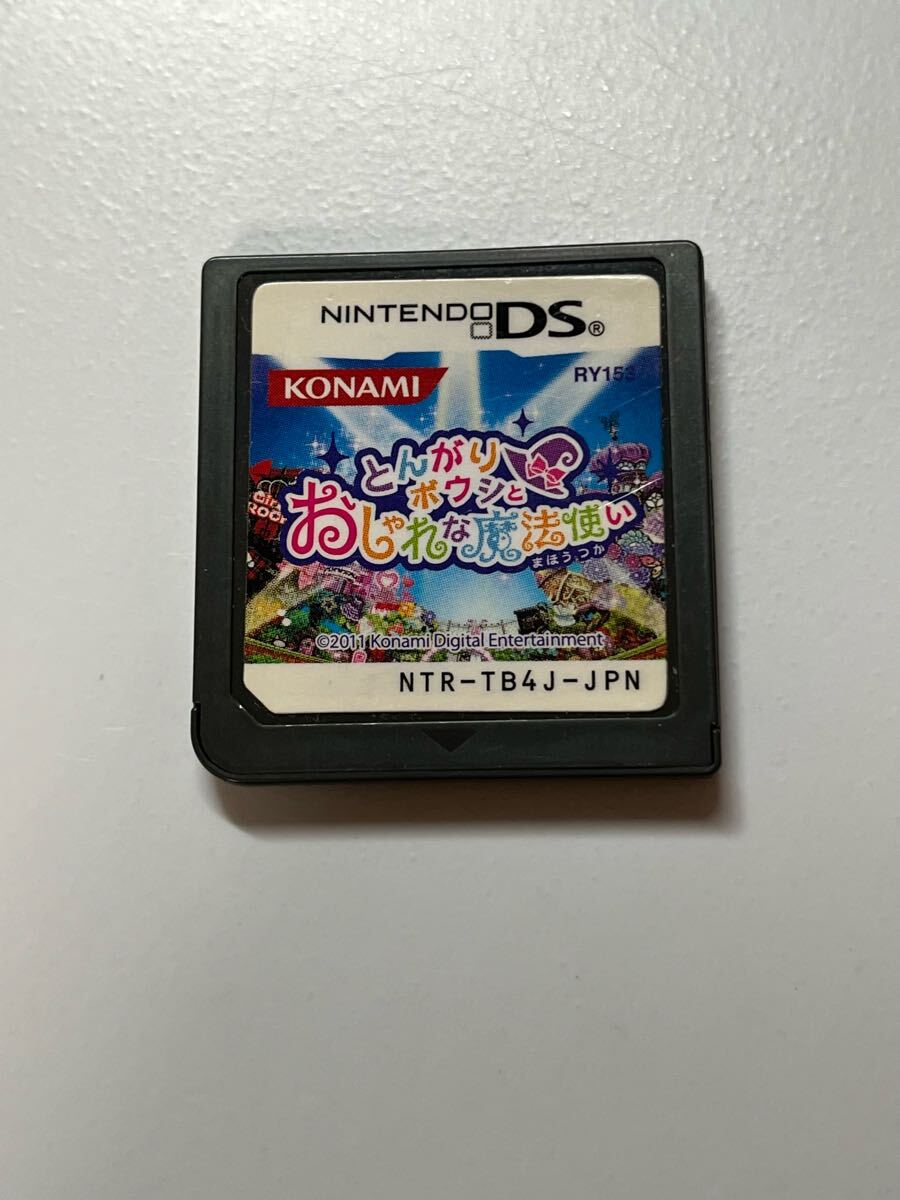 NINTENDO DS®
KONAMI
RY153
とんがり
ボウシと
おしゃれな魔法使い
まほうつか
©2011 Konami Digital Entertainment
NTR-TB4J-JPN